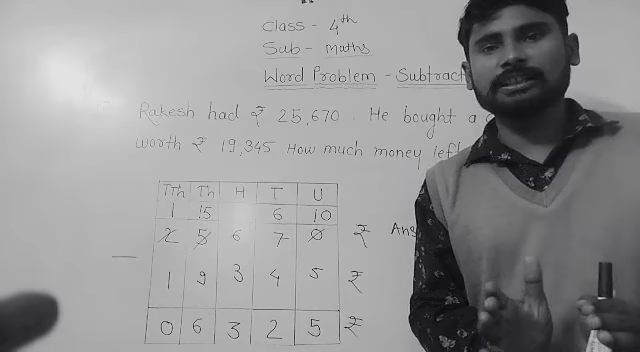 Class - 4th
Sub - Maths
Word Problem - Subtract
Rakesh had ₹ 25,670. He bought a
worth ₹ 19,345. How much money left
TTh Th H T U
1 15 6 10
2 5 6 7 0 ₹ Ans
— 1 9 3 4 5 ₹
0 6 3 2 5 ₹